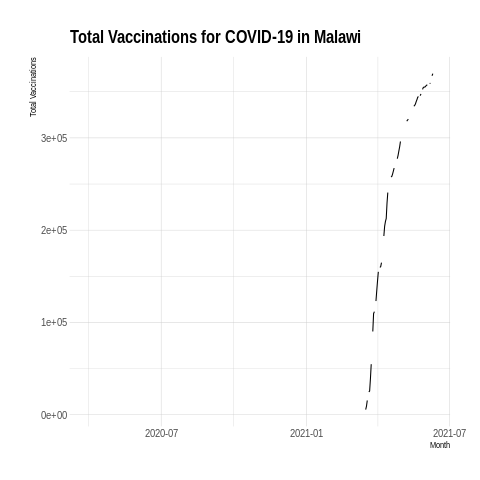 Total Vaccinations for COVID-19 in Malawi
Total Vaccinations
3e+05
2e+05
1e+05
0e+00
2020-07
2021-01
2021-07
Month